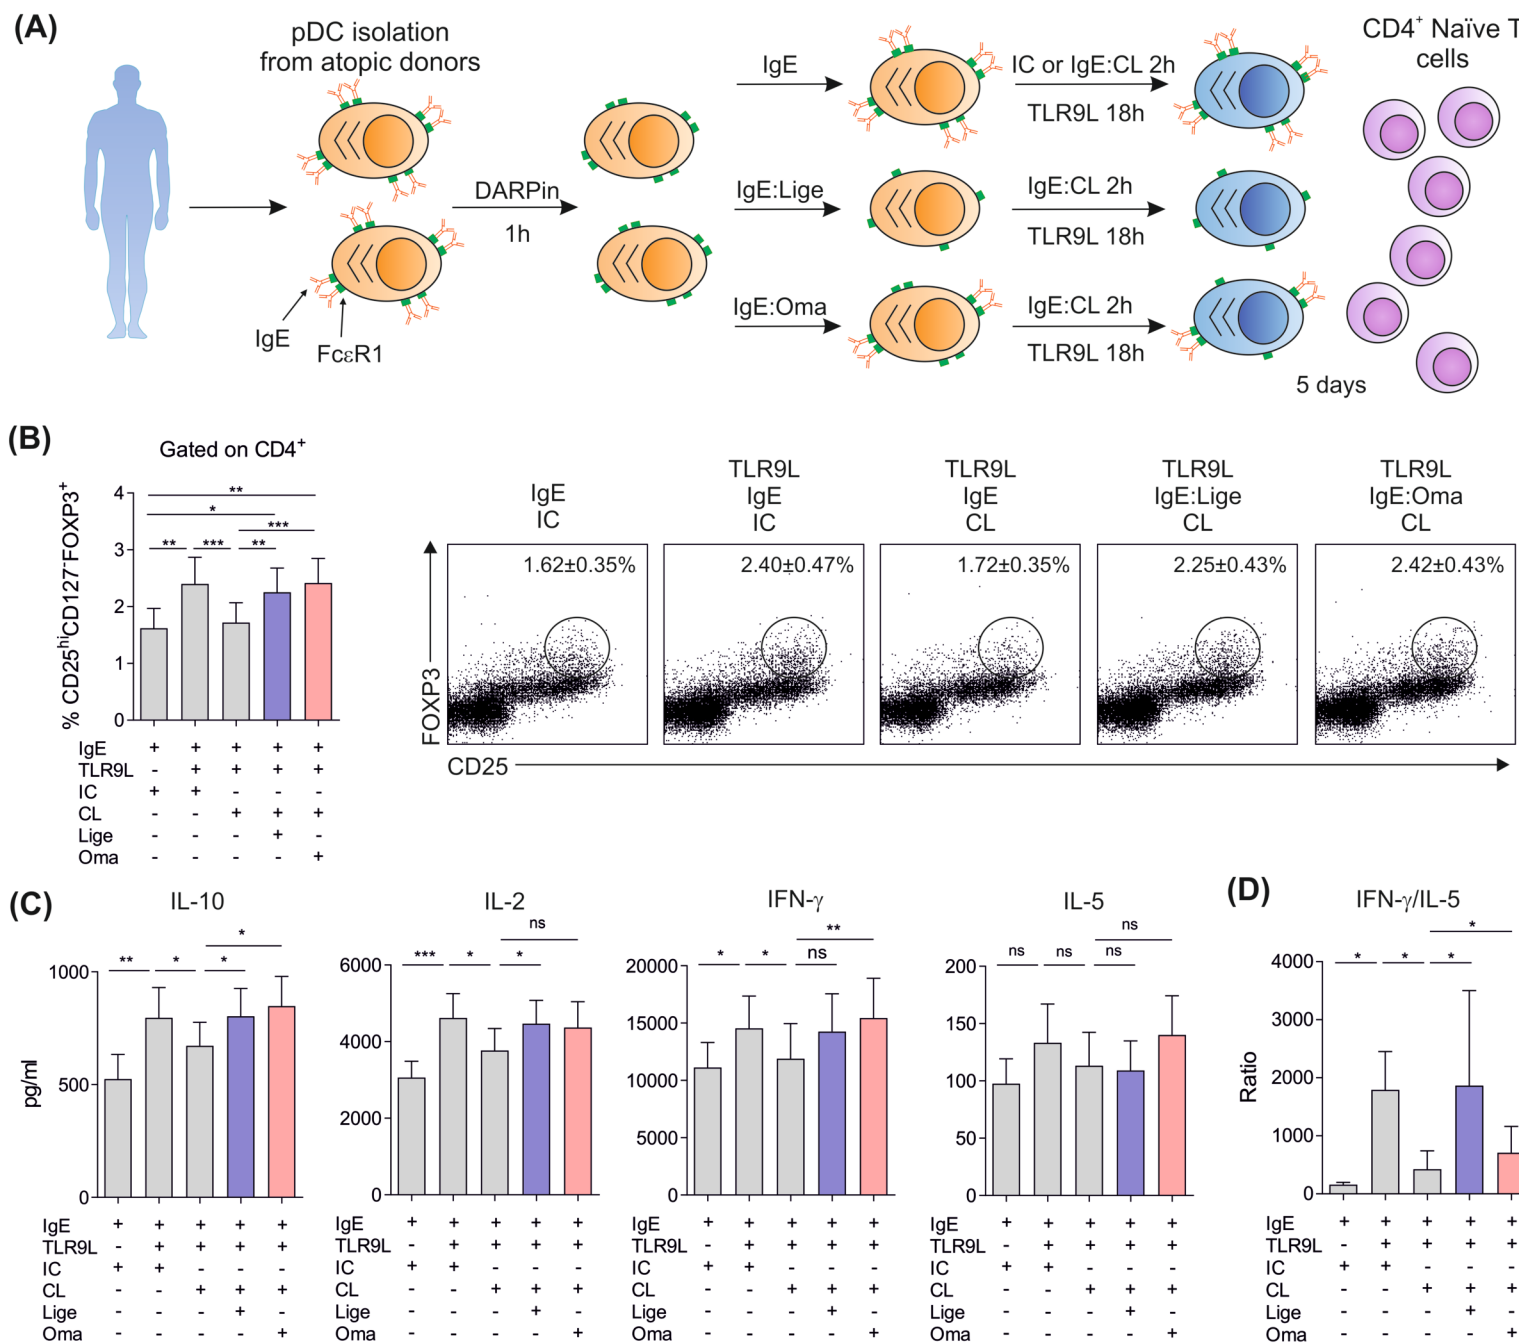 (A)
pDC isolation
from atopic donors
IgE
FcεR1
DARPin
1h
IgE
IC or IgE:CL 2h
TLR9L 18h
IgE:Lige
IgE:CL 2h
TLR9L 18h
IgE:Oma
IgE:CL 2h
TLR9L 18h
CD4+ Naïve T
cells
5 days
(B)
Gated on CD4+
% CD25hiCD127-FOXP3+
4
3
2
1
0
**
*
***
** *** **
IgE + + + + +
TLR9L - + + + +
IC + + - - -
CL - - + + +
Lige - - - + -
Oma - - - - +
IgE
IC
TLR9L
IgE
IC
TLR9L
IgE
CL
TLR9L
IgE:Lige
CL
TLR9L
IgE:Oma
CL
1.62±0.35%
2.40±0.47%
1.72±0.35%
2.25±0.43%
2.42±0.43%
FOXP3
CD25
(C)
IL-10
pg/ml
1000
500
0
*
** * *
IgE + + + + +
TLR9L - + + + +
IC + + - - -
CL - - + + +
Lige - - - + -
Oma - - - - +
IL-2
6000
4000
2000
0
ns
*** * *
IgE + + + + +
TLR9L - + + + +
IC + + - - -
CL - - + + +
Lige - - - + -
Oma - - - - +
IFN-γ
20000
15000
10000
5000
0
**
* * ns
IgE + + + + +
TLR9L - + + + +
IC + + - - -
CL - - + + +
Lige - - - + -
Oma - - - - +
IL-5
200
150
100
50
0
ns
ns ns ns
IgE + + + + +
TLR9L - + + + +
IC + + - - -
CL - - + + +
Lige - - - + -
Oma - - - - +
(D)
IFN-γ/IL-5
Ratio
4000
3000
2000
1000
0
*
* * *
IgE + + + + +
TLR9L - + + + +
IC + + - - -
CL - - + + +
Lige - - - + -
Oma - - - - +